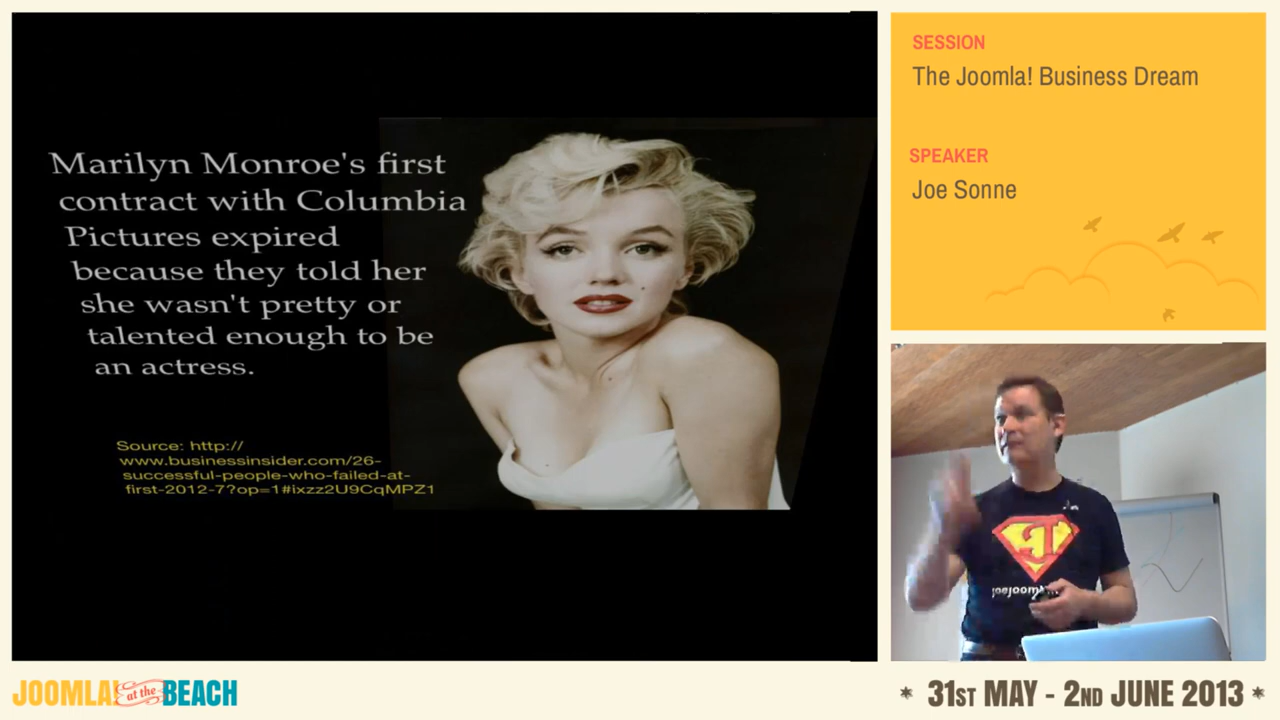 Marilyn Monroe's first
contract with Columbia
Pictures expired
because they told her
she wasn't pretty or
talented enough to be
an actress.
Source: http://
www.businessinsider.com/26-
successful-people-who-failed-at-
first-2012-7?op=1#ixzz2U9CqMPZ1
SESSION
The Joomla! Business Dream
SPEAKER
Joe Sonne
JOOMLA! at the BEACH
* 31ST MAY - 2ND JUNE 2013 *